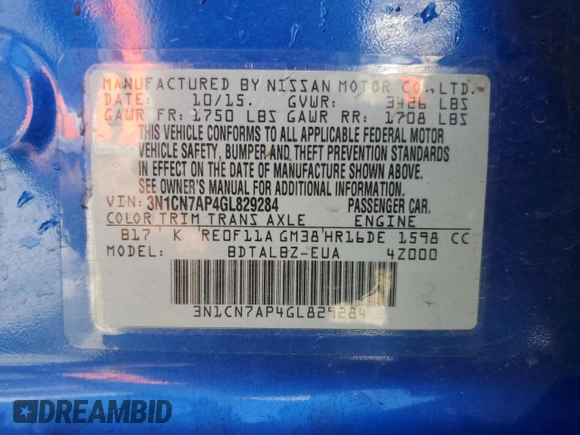 MANUFACTURED BY NISSAN MOTOR CO., LTD.
DATE: 10/15. GVWR: 3426 LBS
GAWR FR: 1750 LBS GAWR RR: 1708 LBS
THIS VEHICLE CONFORMS TO ALL APPLICABLE FEDERAL MOTOR
VEHICLE SAFETY, BUMPER AND THEFT PREVENTION STANDARDS
IN EFFECT ON THE DATE OF MANUFACTURE SHOWN ABOVE.
SEE OWNER'S MANUAL FOR ADDITIONAL INFORMATION.
VIN: 3N1CN7AP4GL829284 PASSENGER CAR.
COLOR TRIM TRANS AXLE ENGINE
B17 K RE0F11A GM38 HR16DE 1598 CC
MODEL: BDTALBZ-EUA 4Z000
3N1CN7AP4GL829284
DREAMBID